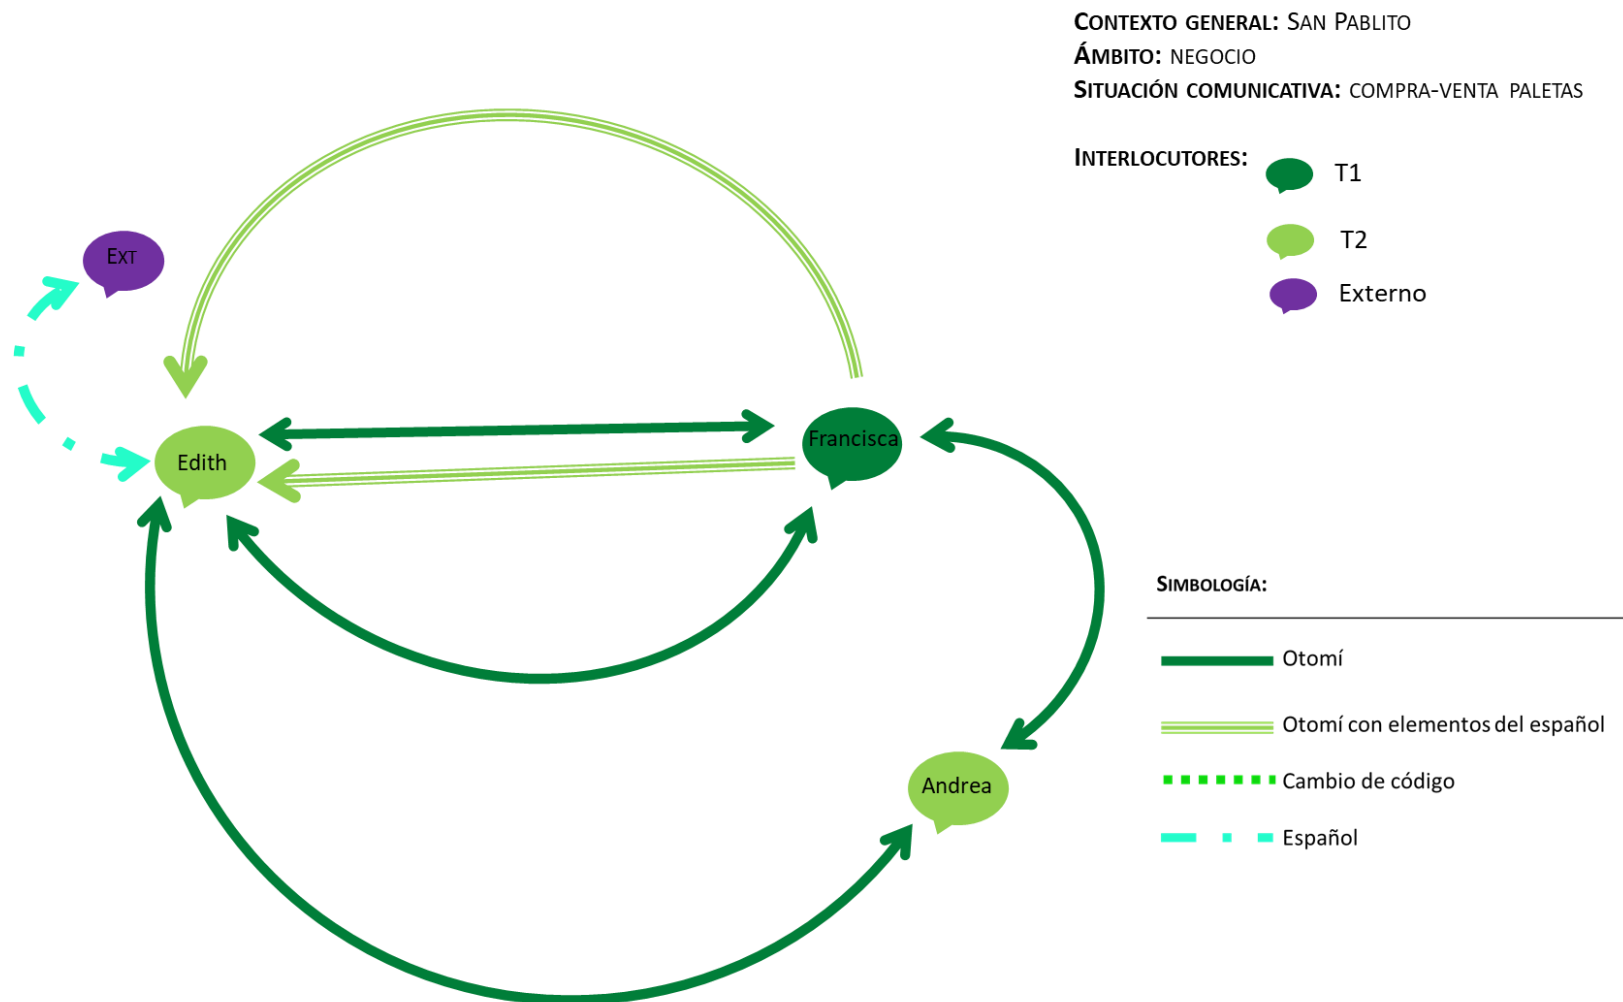 CONTEXTO GENERAL: SAN PABLITO
ÁMBITO: NEGOCIO
SITUACIÓN COMUNICATIVA: COMPRA-VENTA PALETAS
INTERLOCUTORES:
T1
T2
Externo
EXT
Edith
Francisca
Andrea
SIMBOLOGÍA:
Otomí
Otomí con elementos del español
Cambio de código
Español